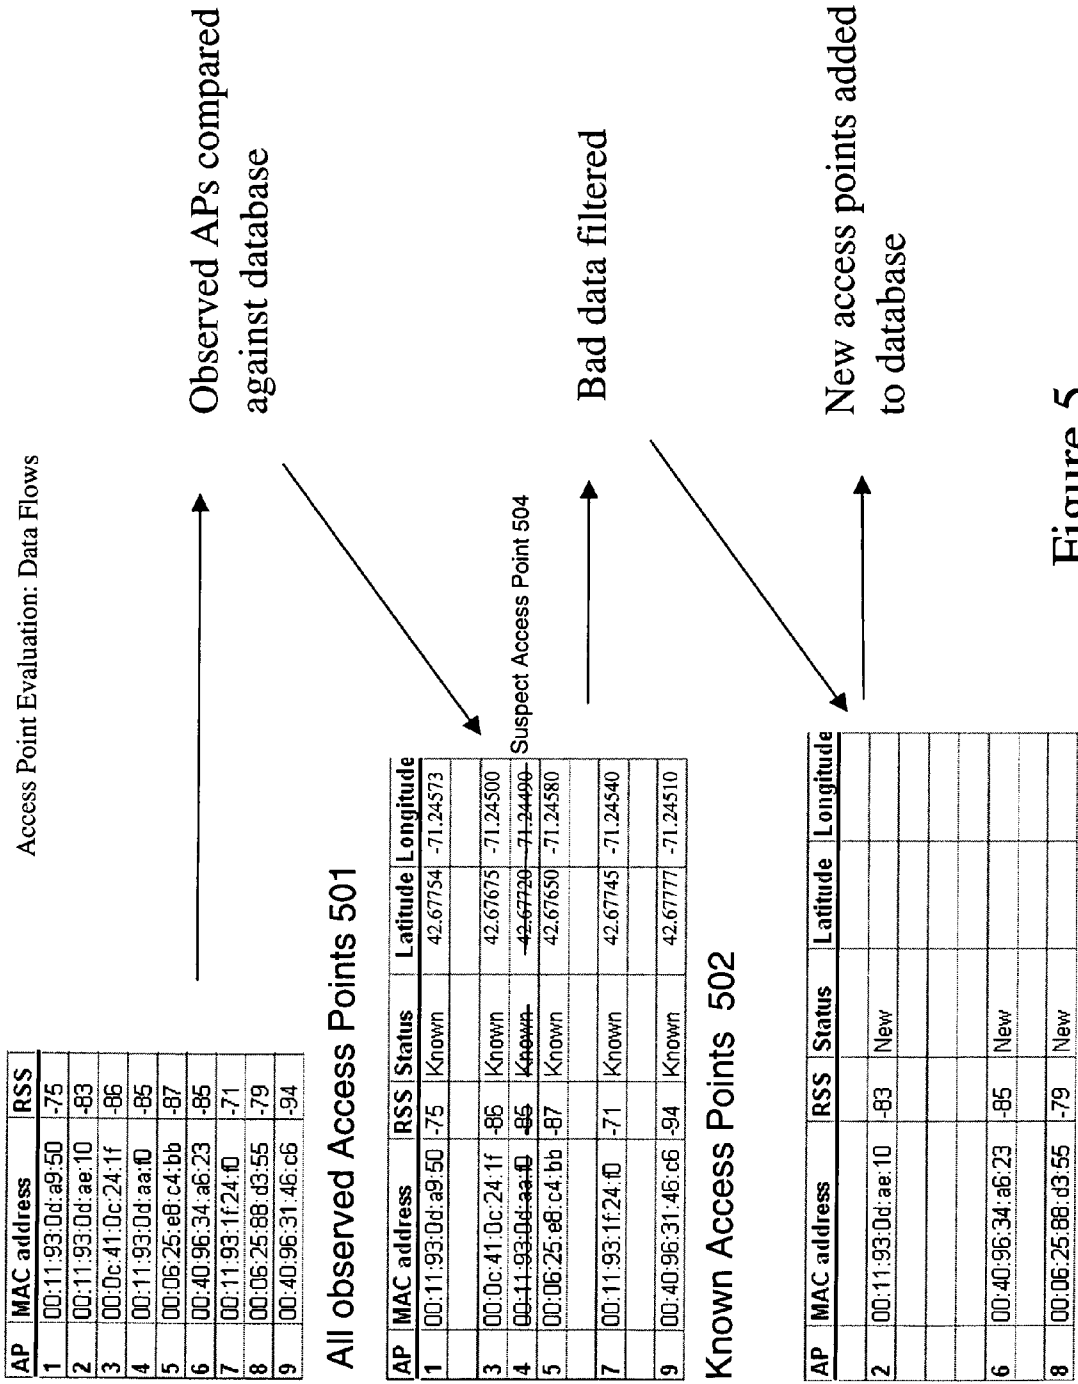 Access Point Evaluation: Data Flows
AP MAC address RSS
1 00:11:93:0d:a9:50 -75
2 00:11:93:0d:ae:10 -83
3 00:0c:41:0c:24:1f -86
4 00:11:93:0d:aa:f0 -85
5 00:06:25:e8:c4:bb -87
6 00:40:96:34:a6:23 -85
7 00:11:93:1f:24:f0 -71
8 00:06:25:88:d3:55 -79
9 00:40:96:31:46:c6 -94
All observed Access Points 501
Observed APs compared
against database
AP MAC address RSS Status Latitude Longitude
1 00:11:93:0d:a9:50 -75 Known 42.67754 -71.24573
3 00:0c:41:0c:24:1f -86 Known 42.67675 -71.24500
4 00:11:93:0d:aa:f0 -85 Known 42.67720 -71.24490
5 00:06:25:e8:c4:bb -87 Known 42.67650 -71.24580
7 00:11:93:1f:24:f0 -71 Known 42.67745 -71.24540
9 00:40:96:31:46:c6 -94 Known 42.67777 -71.24510
Suspect Access Point 504
Known Access Points 502
Bad data filtered
AP MAC address RSS Status Latitude Longitude
2 00:11:93:0d:ae:10 -83 New
6 00:40:96:34:a6:23 -85 New
8 00:06:25:88:d3:55 -79 New
New access points added
to database
Figure 5